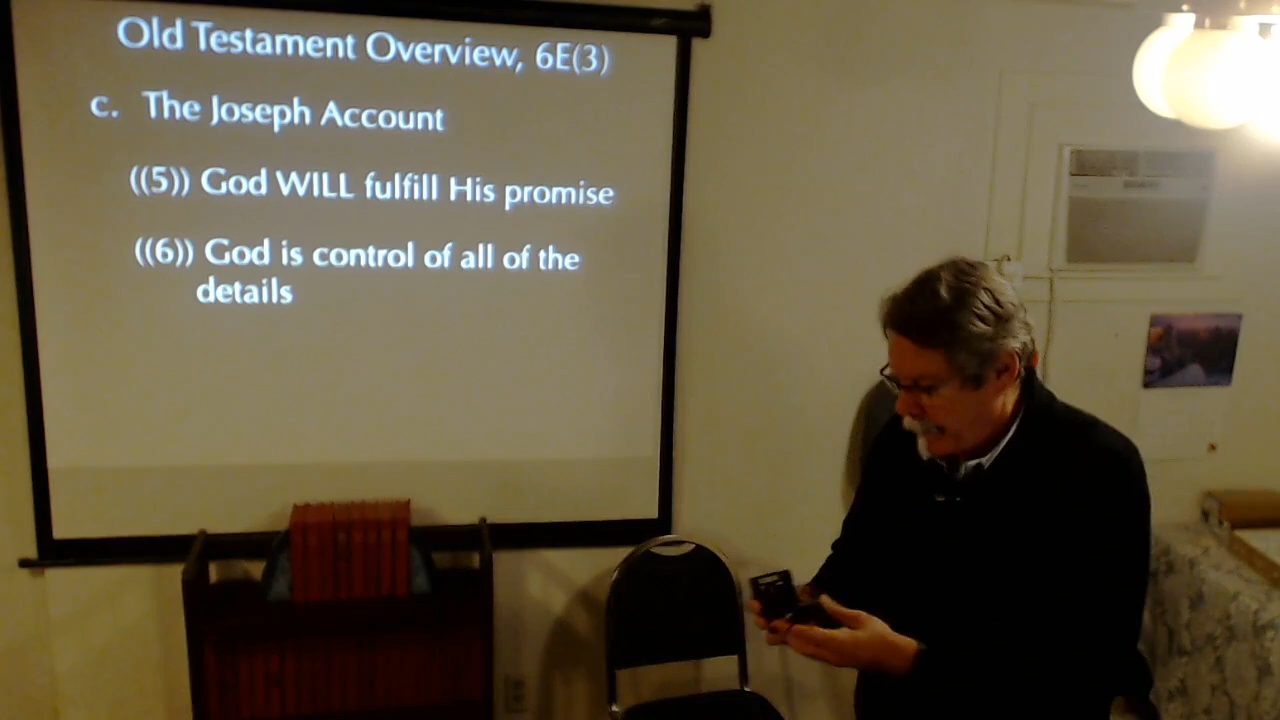 Old Testament Overview, 6E(3)
c. The Joseph Account
((5)) God WILL fulfill His promise
((6)) God is control of all of the
details